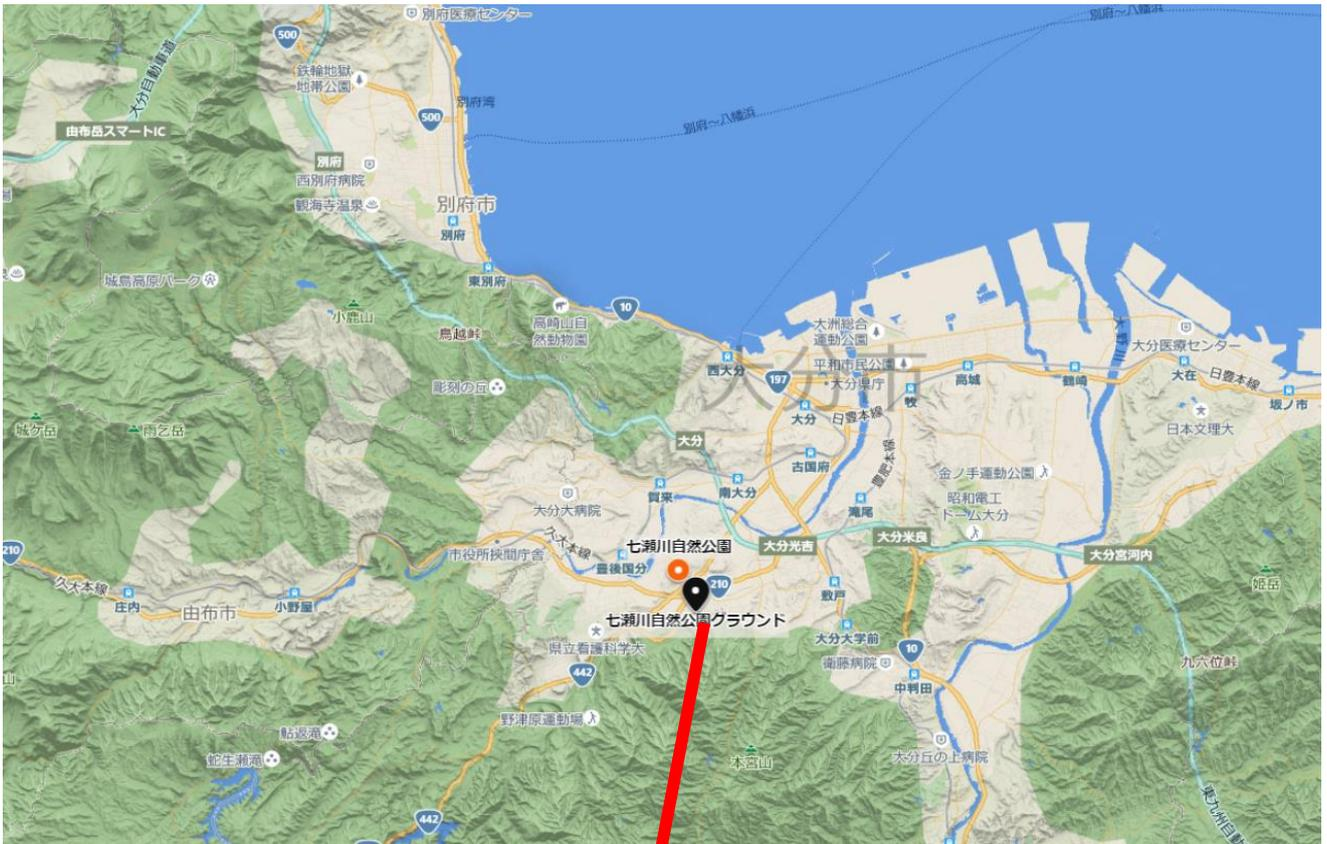 別府医療センター
別府～八幡浜
500
大分自動車道
鉄輪地獄
地帯公園
別府湾
500
別府～八幡浜
由布岳スマートIC
別府
西別府病院
観海寺温泉
別府市
別府
東別府
城島高原パーク
小鹿山
高崎山自
然動物園
10
鳥越峠
大洲総合
運動公園
大野川
大分医療センター
西大分
平和市民公園
大分市
197
大分県庁
高城
鶴崎
大在
日豊本線
坂ノ市
彫刻の丘
牧
大分
日豊本線
日本文理大
城ケ岳
雨乞岳
大分
古国府
豊肥本線
金ノ手運動公園
賀来
南大分
大分大病院
滝尾
昭和電工
ドーム大分
210
久大本線
市役所挾間庁舎
七瀬川自然公園
大分光吉
大分米良
大分宮河内
豊後国分
久大本線
庄内
小野屋
由布市
210
敷戸
姫岳
七瀬川自然公園グラウンド
県立看護科学大
大分大学前
10
衛藤病院
九六位峠
442
中判田
山
野津原運動場
鮎返滝
蛇生瀬滝
本宮山
大分丘の上病院
東九州自動
442